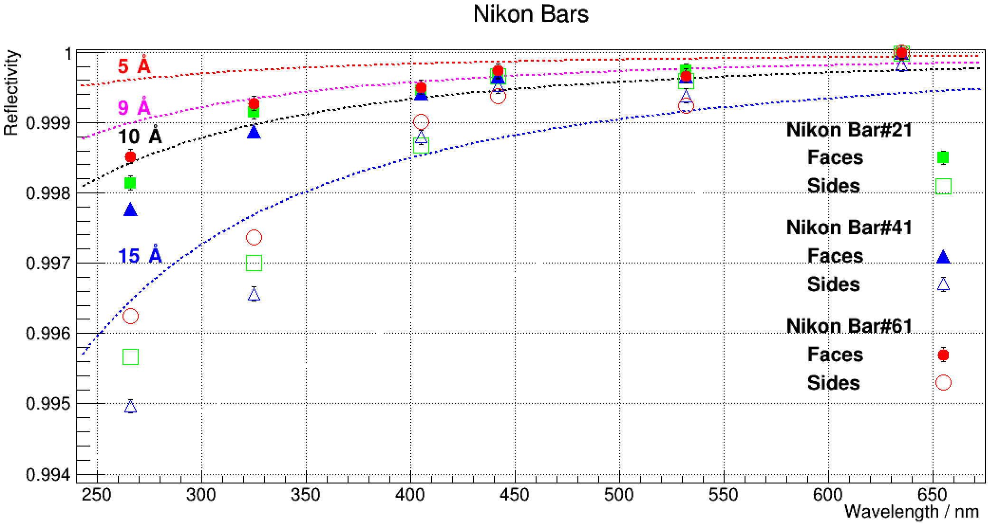 Nikon Bars
Reflectivity
1
0.999
0.998
0.997
0.996
0.995
0.994
5 Å
9 Å
10 Å
15 Å
Nikon Bar#21
Faces
Sides
Nikon Bar#41
Faces
Sides
Nikon Bar#61
Faces
Sides
250 300 350 400 450 500 550 600 650
Wavelength / nm